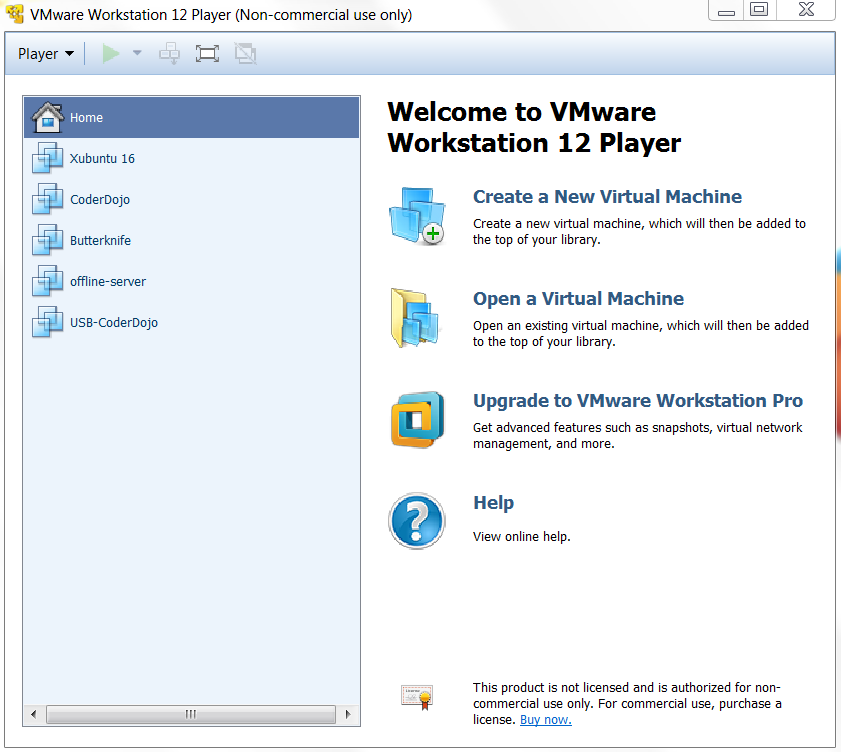 VMware Workstation 12 Player (Non-commercial use only)
Player
Home
Xubuntu 16
CoderDojo
Butterknife
offline-server
USB-CoderDojo
Welcome to VMware
Workstation 12 Player
Create a New Virtual Machine
Create a new virtual machine, which will then be added to
the top of your library.
Open a Virtual Machine
Open an existing virtual machine, which will then be added
to the top of your library.
Upgrade to VMware Workstation Pro
Get advanced features such as snapshots, virtual network
management, and more.
Help
View online help.
This product is not licensed and is authorized for non-
commercial use only. For commercial use, purchase a
license. Buy now.